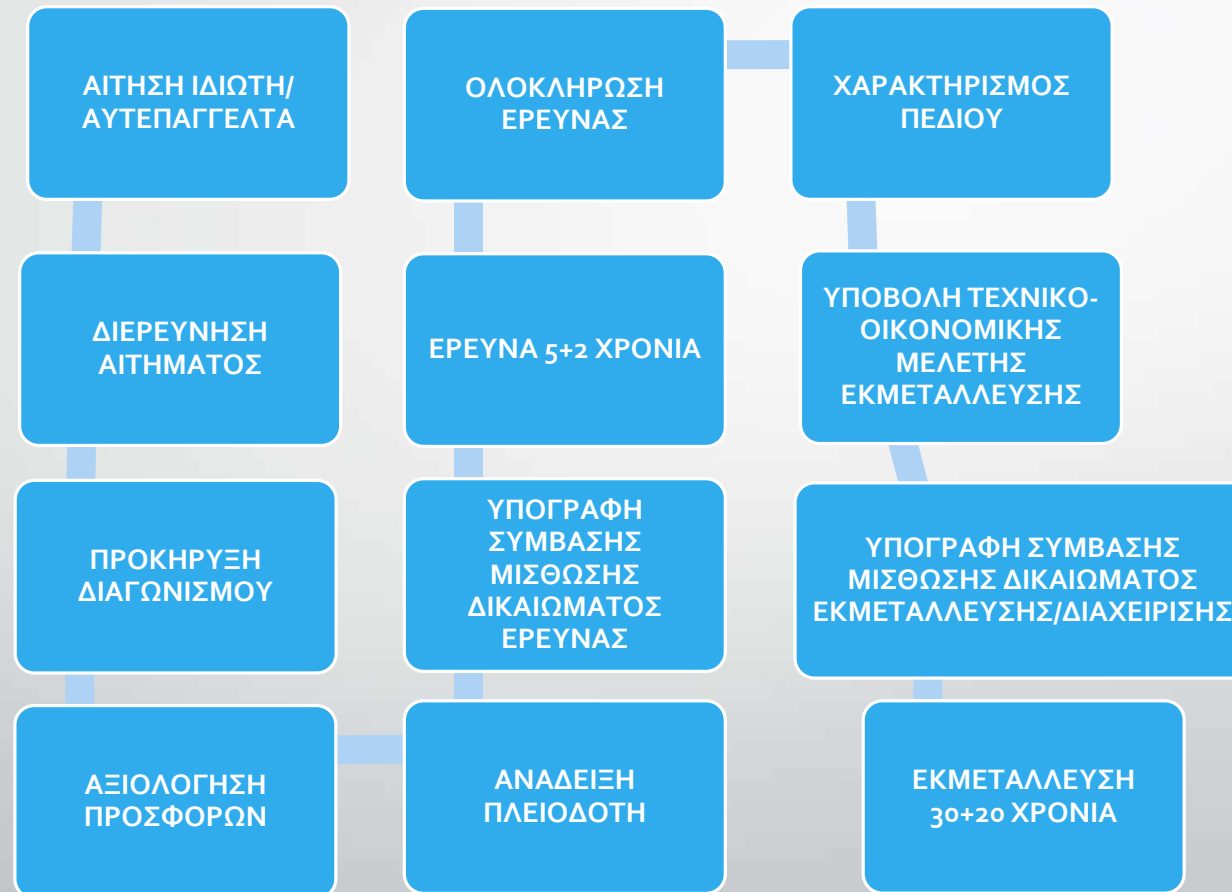 ΑΙΤΗΣΗ ΙΔΙΩΤΗ/
ΑΥΤΕΠΑΓΓΕΛΤΑ
ΔΙΕΡΕΥΝΗΣΗ
ΑΙΤΗΜΑΤΟΣ
ΠΡΟΚΗΡΥΞΗ
ΔΙΑΓΩΝΙΣΜΟΥ
ΑΞΙΟΛΟΓΗΣΗ
ΠΡΟΣΦΟΡΩΝ
ΑΝΑΔΕΙΞΗ
ΠΛΕΙΟΔΟΤΗ
ΥΠΟΓΡΑΦΗ
ΣΥΜΒΑΣΗΣ
ΜΙΣΘΩΣΗΣ
ΔΙΚΑΙΩΜΑΤΟΣ
ΕΡΕΥΝΑΣ
ΕΡΕΥΝΑ 5+2 ΧΡΟΝΙΑ
ΟΛΟΚΛΗΡΩΣΗ
ΕΡΕΥΝΑΣ
ΧΑΡΑΚΤΗΡΙΣΜΟΣ
ΠΕΔΙΟΥ
ΥΠΟΒΟΛΗ ΤΕΧΝΙΚΟ-
ΟΙΚΟΝΟΜΙΚΗΣ
ΜΕΛΕΤΗΣ
ΕΚΜΕΤΑΛΛΕΥΣΗΣ
ΥΠΟΓΡΑΦΗ ΣΥΜΒΑΣΗΣ
ΜΙΣΘΩΣΗΣ ΔΙΚΑΙΩΜΑΤΟΣ
ΕΚΜΕΤΑΛΛΕΥΣΗΣ/ΔΙΑΧΕΙΡΙΣΗΣ
ΕΚΜΕΤΑΛΛΕΥΣΗ
30+20 ΧΡΟΝΙΑ